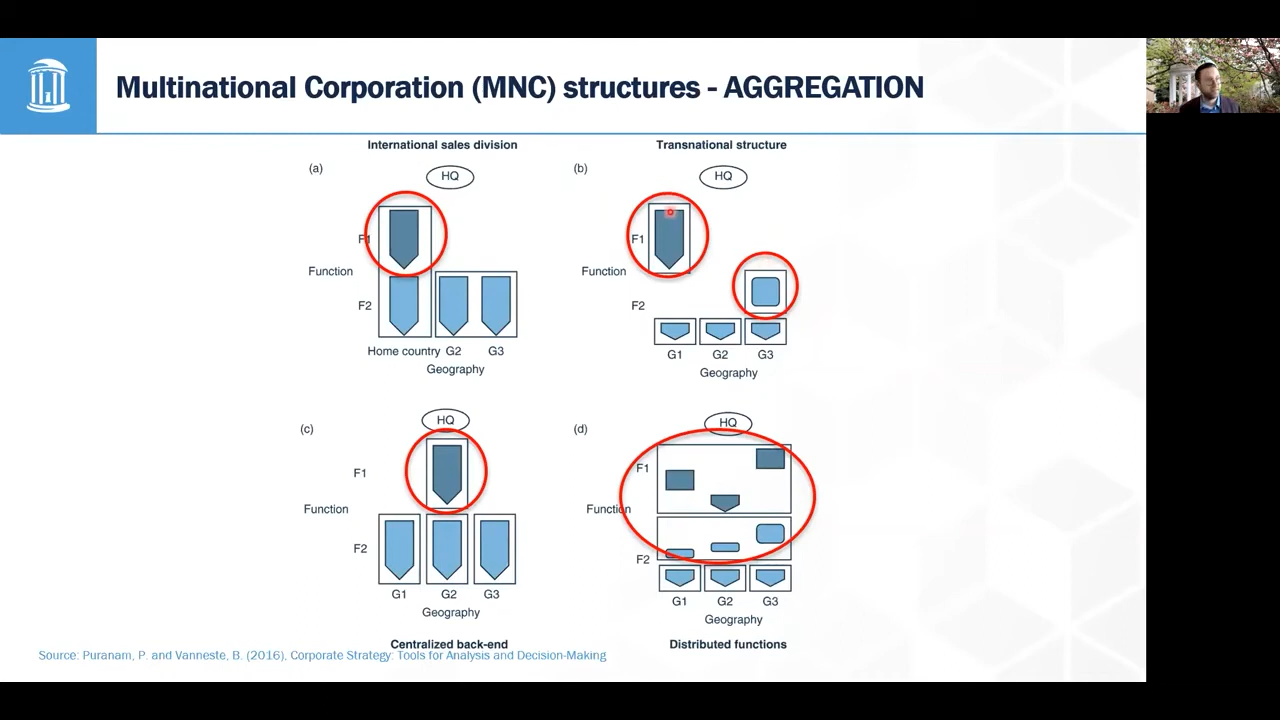 Multinational Corporation (MNC) structures - AGGREGATION
International sales division
(a)
HQ
F1
Function
F2
Home country G2 G3
Geography
Transnational structure
(b)
HQ
F1
Function
F2
G1 G2 G3
Geography
(c)
HQ
F1
Function
F2
G1 G2 G3
Geography
Centralized back-end
(d)
HQ
F1
Function
F2
G1 G2 G3
Geography
Distributed functions
Source: Puranam, P. and Vanneste, B. (2016), Corporate Strategy: Tools for Analysis and Decision-Making